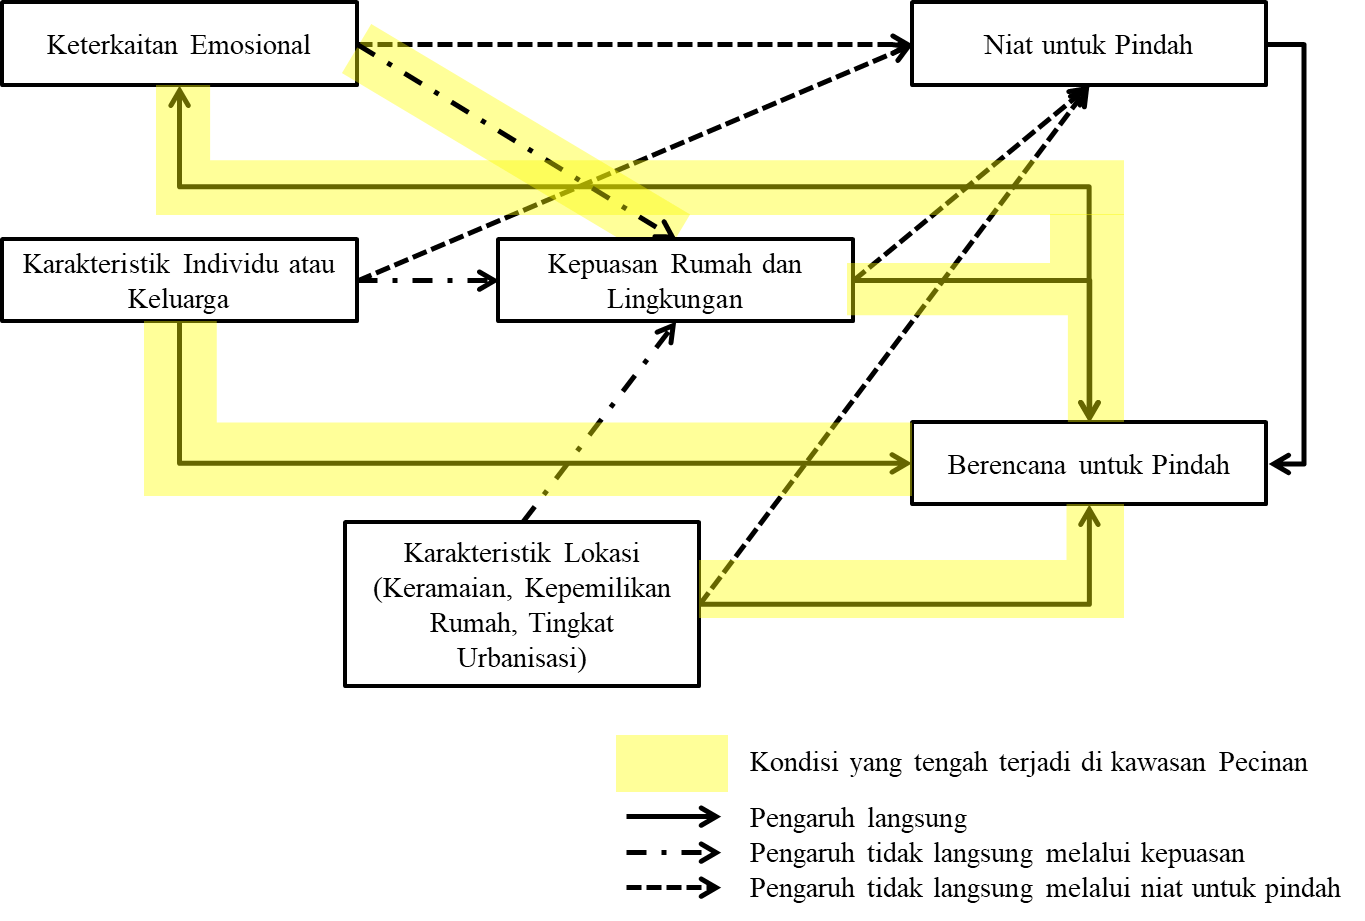 Keterkaitan Emosional
Niat untuk Pindah
Karakteristik Individu atau
Keluarga
Kepuasan Rumah dan
Lingkungan
Berencana untuk Pindah
Karakteristik Lokasi
(Keramaian, Kepemilikan
Rumah, Tingkat
Urbanisasi)
Kondisi yang tengah terjadi di kawasan Pecinan
Pengaruh langsung
Pengaruh tidak langsung melalui kepuasan
Pengaruh tidak langsung melalui niat untuk pindah